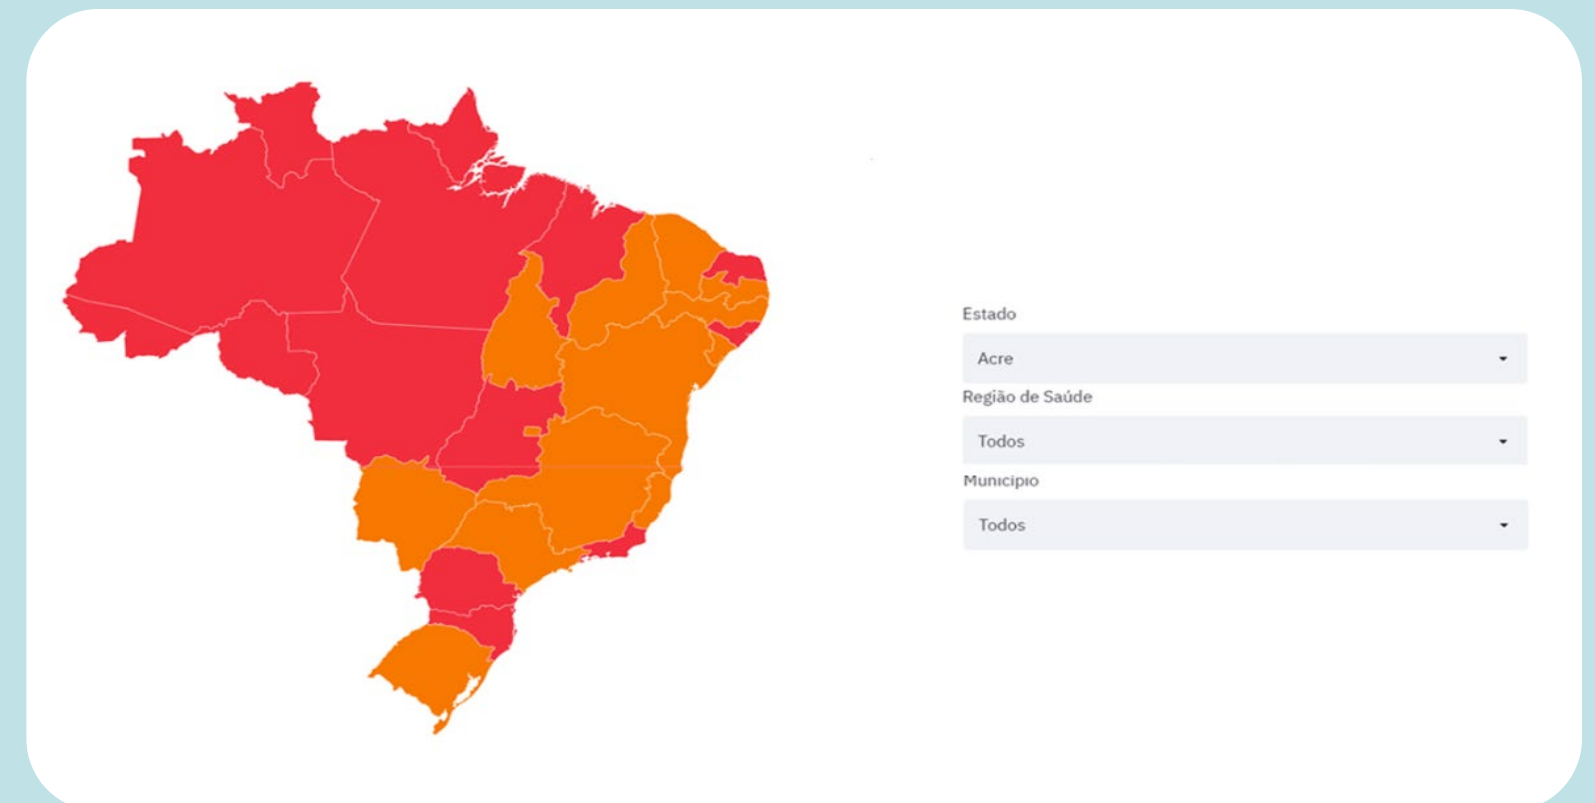 Estado
Acre
Região de Saúde
Todos
Município
Todos